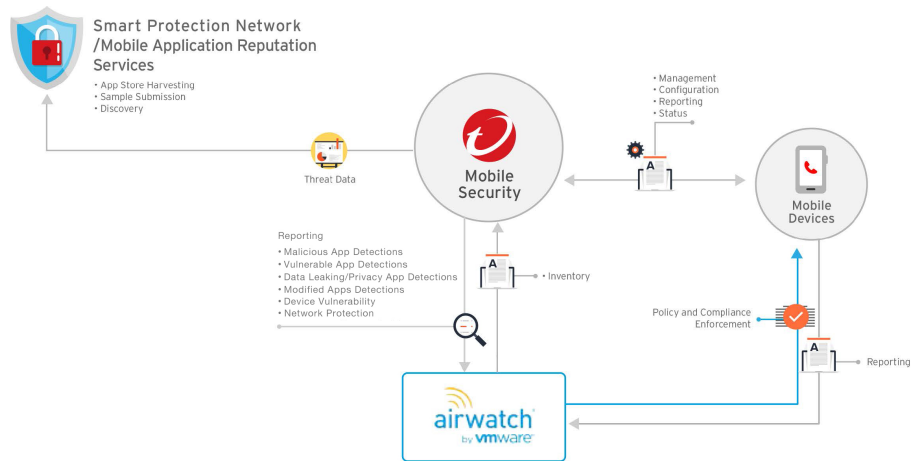 Smart Protection Network
/Mobile Application Reputation
Services
• App Store Harvesting
• Sample Submission
• Discovery
Threat Data
Mobile
Security
• Management
• Configuration
• Reporting
• Status
A
Mobile
Devices
Reporting
• Malicious App Detections
• Vulnerable App Detections
• Data Leaking/Privacy App Detections
• Modified Apps Detections
• Device Vulnerability
• Network Protection
A
• Inventory
Policy and Compliance
Enforcement
A
Reporting
airwatch
by vmware